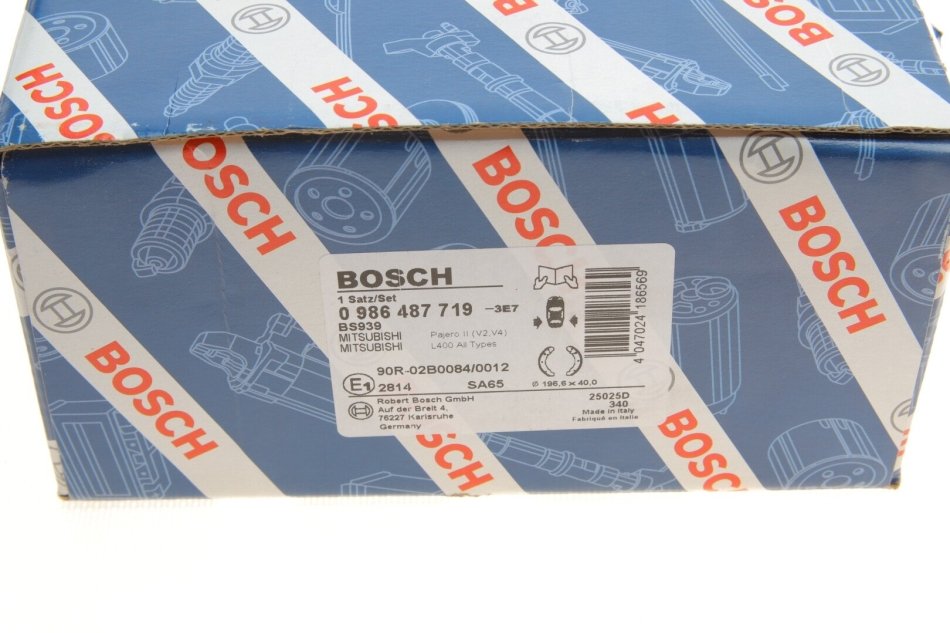 BOSCH
BOSCH
BOSCH
BOSCH
BOSCH
BOSCH
BOSCH
BOSCH
BOSCH
1 Satz/Set
0 986 487 719 -3E7
BS939
MITSUBISHI Pajero II (V2,V4)
MITSUBISHI L400 All Types
90R-02B0084/0012
E1 2814 SA65
Ø 196,6 x 40,0
Robert Bosch GmbH
Auf der Breit 4,
76227 Karlsruhe
Germany
25025D
340
Made in Italy
Fabriqué en Italie
4 047024 186569
BOSCH
BOSCH